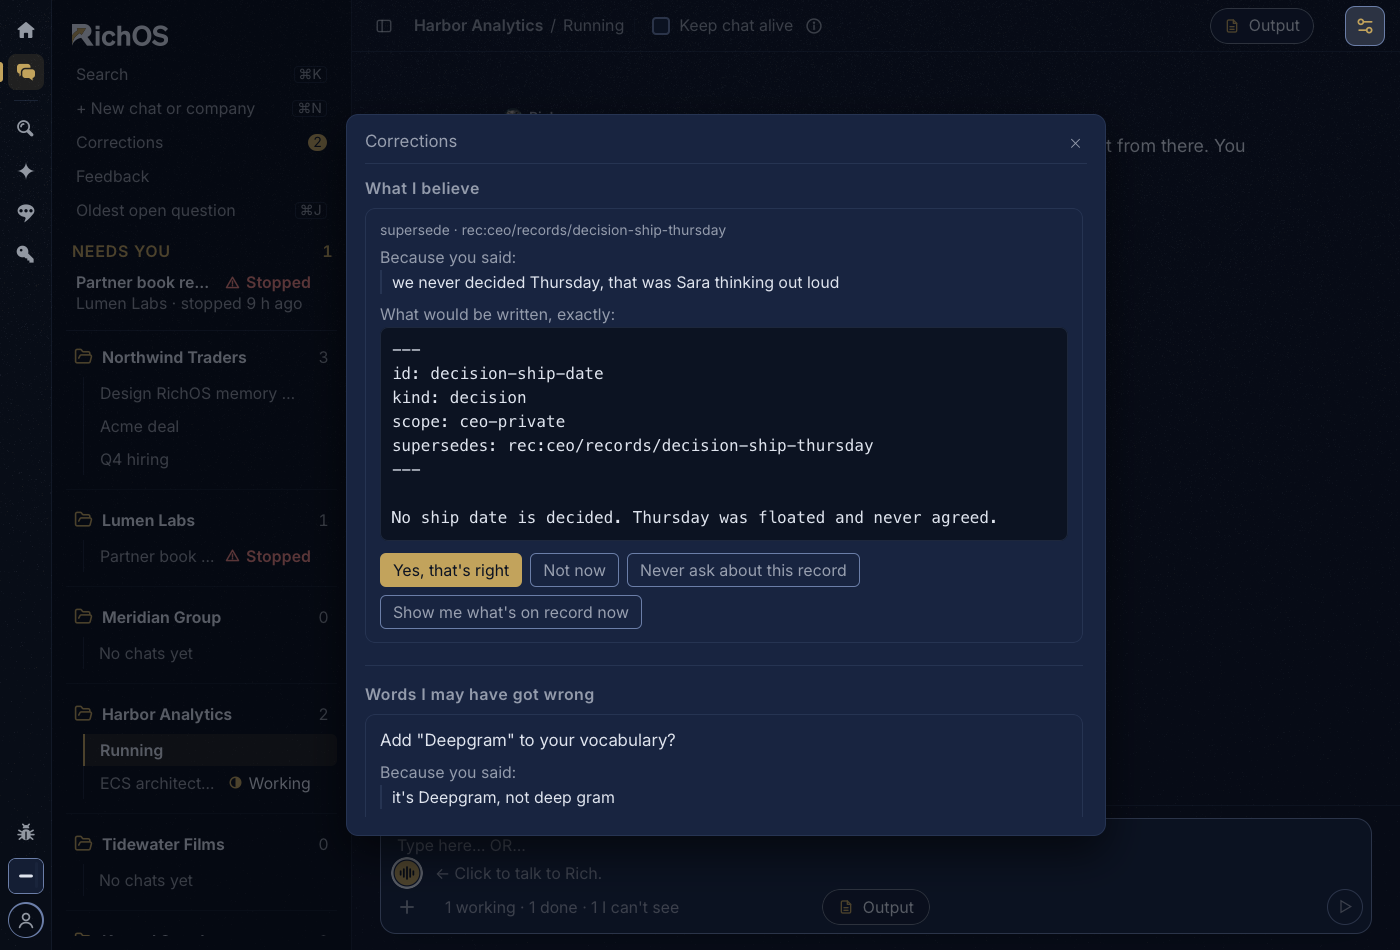 RichOS
Search ⌘K
+ New chat or company ⌘N
Corrections 2
Feedback
Oldest open question ⌘J
NEEDS YOU 1
Partner book re... Stopped
Lumen Labs · stopped 9 h ago
Northwind Traders 3
Design RichOS memory ...
Acme deal
Q4 hiring
Lumen Labs 1
Partner book ... Stopped
Meridian Group 0
No chats yet
Harbor Analytics 2
Running
ECS architect... Working
Tidewater Films 0
No chats yet
Harbor Analytics / Running
Keep chat alive
Output
t from there. You
Corrections
What I believe
supersede · rec:ceo/records/decision-ship-thursday
Because you said:
we never decided Thursday, that was Sara thinking out loud
What would be written, exactly:
---
id: decision-ship-date
kind: decision
scope: ceo-private
supersedes: rec:ceo/records/decision-ship-thursday
---
No ship date is decided. Thursday was floated and never agreed.
Yes, that's right
Not now
Never ask about this record
Show me what's on record now
Words I may have got wrong
Add "Deepgram" to your vocabulary?
Because you said:
it's Deepgram, not deep gram
Type here... OR...
← Click to talk to Rich.
1 working · 1 done · 1 I can't see
Output